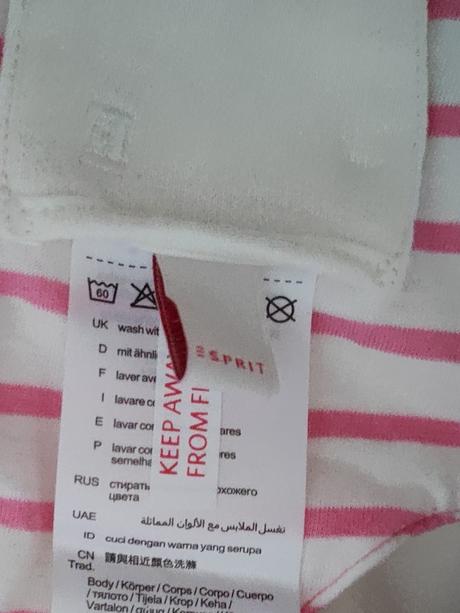 60
ESPRIT
KEEP AWA
FROM FI
UK wash wit
D mit ähnli
F laver ave
I lavare co
E lavar con ares
P lavar con res
semelha
RUS стирать охожего
цвета
UAE تغسل الملابس مع الألوان المماثلة
ID cuci dengan warna yang serupa
CN 請與相近顏色洗滌
Trad.
Body / Körper / Corps / Corpo / Cuerpo
/ тялото / Tijela / Krop / Keha /
Vartalon /